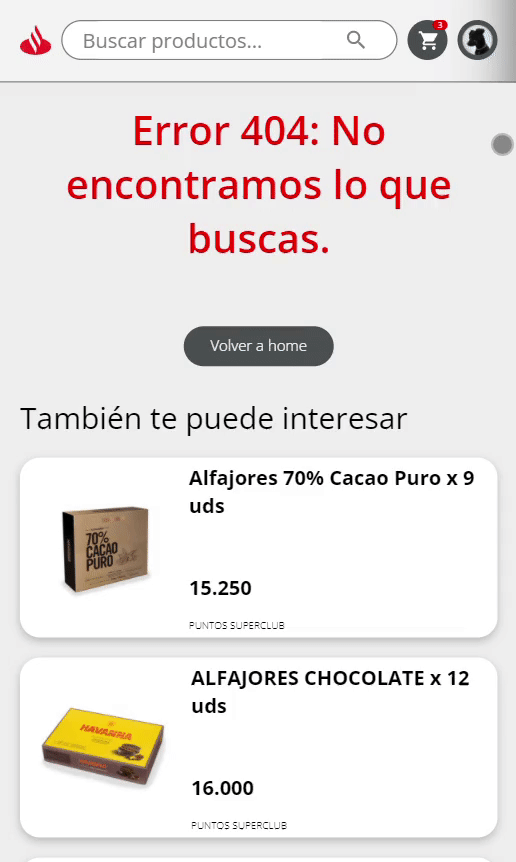 Buscar productos...
3
Error 404: No
encontramos lo que
buscas.
Volver a home
También te puede interesar
Alfajores 70% Cacao Puro x 9
uds
70%
CACAO
PURO
15.250
PUNTOS SUPERCLUB
ALFAJORES CHOCOLATE x 12
uds
HAVANNA
16.000
PUNTOS SUPERCLUB